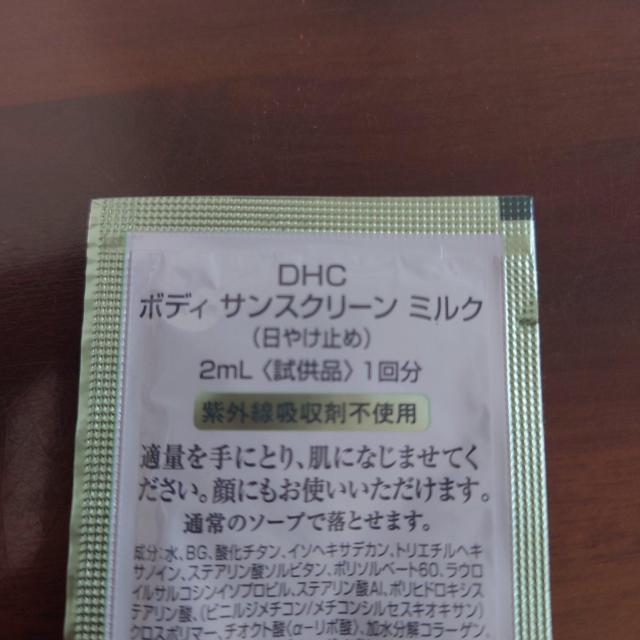 DHC
ボディ サンスクリーン ミルク
(日やけ止め)
2mL〈試供品〉1回分
紫外線吸収剤不使用
適量を手にとり、肌になじませてく
ださい。顔にもお使いいただけます。
通常のソープで落とせます。
成分:水、BG、酸化チタン、イソヘキサデカン、トリエチルヘキ
サノイン、ステアリン酸ソルビタン、ポリソルベート60、ラウロ
イルサルコシンイソプロピル、ステアリン酸Al、ポリヒドロキシス
テアリン酸、(ビニルジメチコン/メチコンシルセスキオキサン)
クロスポリマー、チオクト酸(α-リポ酸)、加水分解コラーゲン